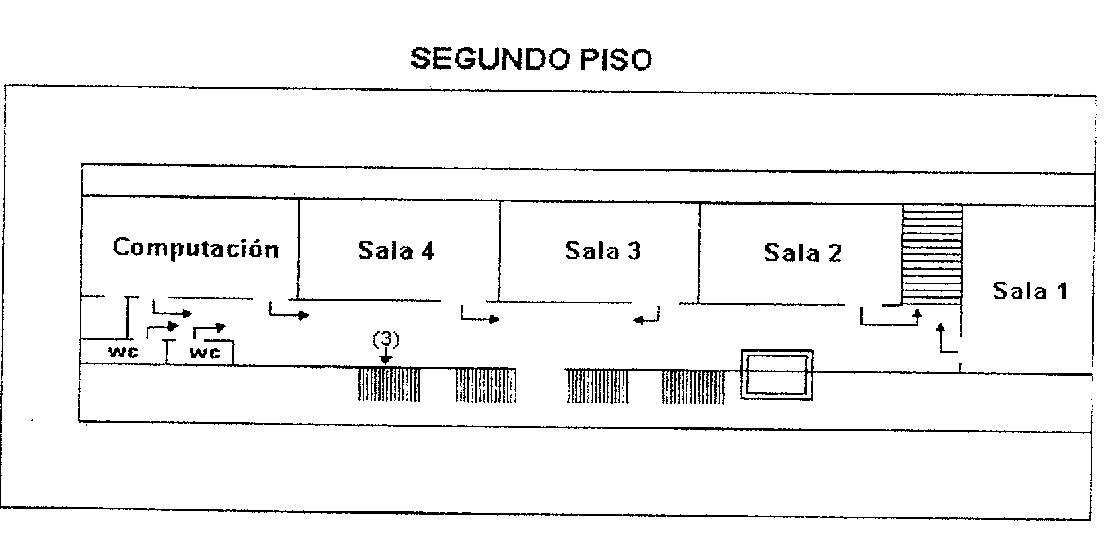 SEGUNDO PISO
Computación
Sala 4
Sala 3
Sala 2
Sala 1
(3)
wc
wc